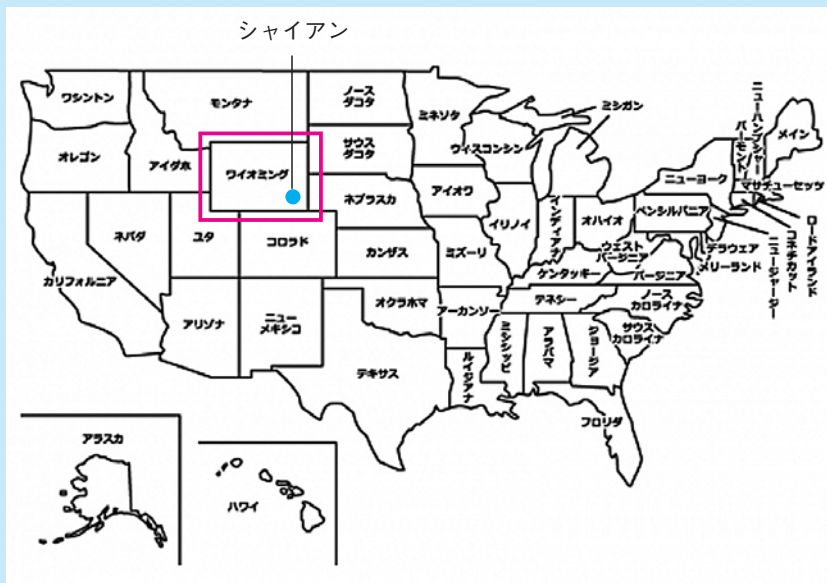 シャイアン
ワシントン
モンタナ
ノース
ダコタ
ミネソタ
ミシガン
ニューハンプシャー
バーモント
メイン
オレゴン
アイダホ
ワイオミング
サウス
ダコタ
ウィスコンシン
ニューヨーク
マサチューセッツ
ネブラスカ
アイオワ
イリノイ
インディアナ
オハイオ
ペンシルバニア
ロードアイランド
コネチカット
ニュージャージー
デラウェア
メリーランド
ネバダ
ユタ
コロラド
カンザス
ミズーリ
ウェスト
バージニア
バージニア
ケンタッキー
カリフォルニア
アリゾナ
ニュー
メキシコ
オクラホマ
アーカンソー
テネシー
ノース
カロライナ
サウス
カロライナ
テキサス
ルイジアナ
ミシシッピ
アラバマ
ジョージア
フロリダ
アラスカ
ハワイ